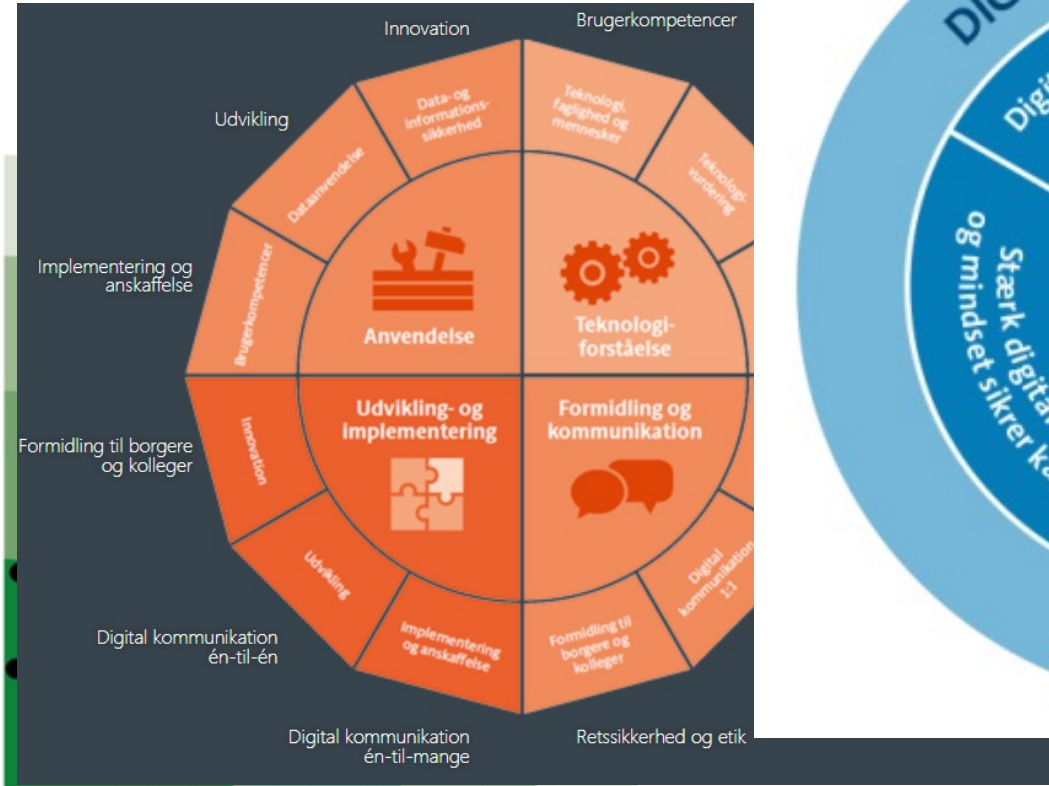 Innovation
Brugerkompetencer
Udvikling
Implementering og
anskaffelse
Formidling til borgere
og kolleger
Digital kommunikation
én-til-én
Digital kommunikation
én-til-mange
Retssikkerhed og etik
Data- og
informations-
sikkerhed
Teknologi,
faglighed og
mennesker
Teknologi-
vurdering
Dataanvendelse
Brugerkompetencer
Anvendelse
Teknologi-
forståelse
Udvikling- og
implementering
Formidling og
kommunikation
Innovation
Udvikling
Implementering
og anskaffelse
Formidling til
borgere og
kolleger
Digital
kommunikation
1:1
Stærk
og mindset sikrer